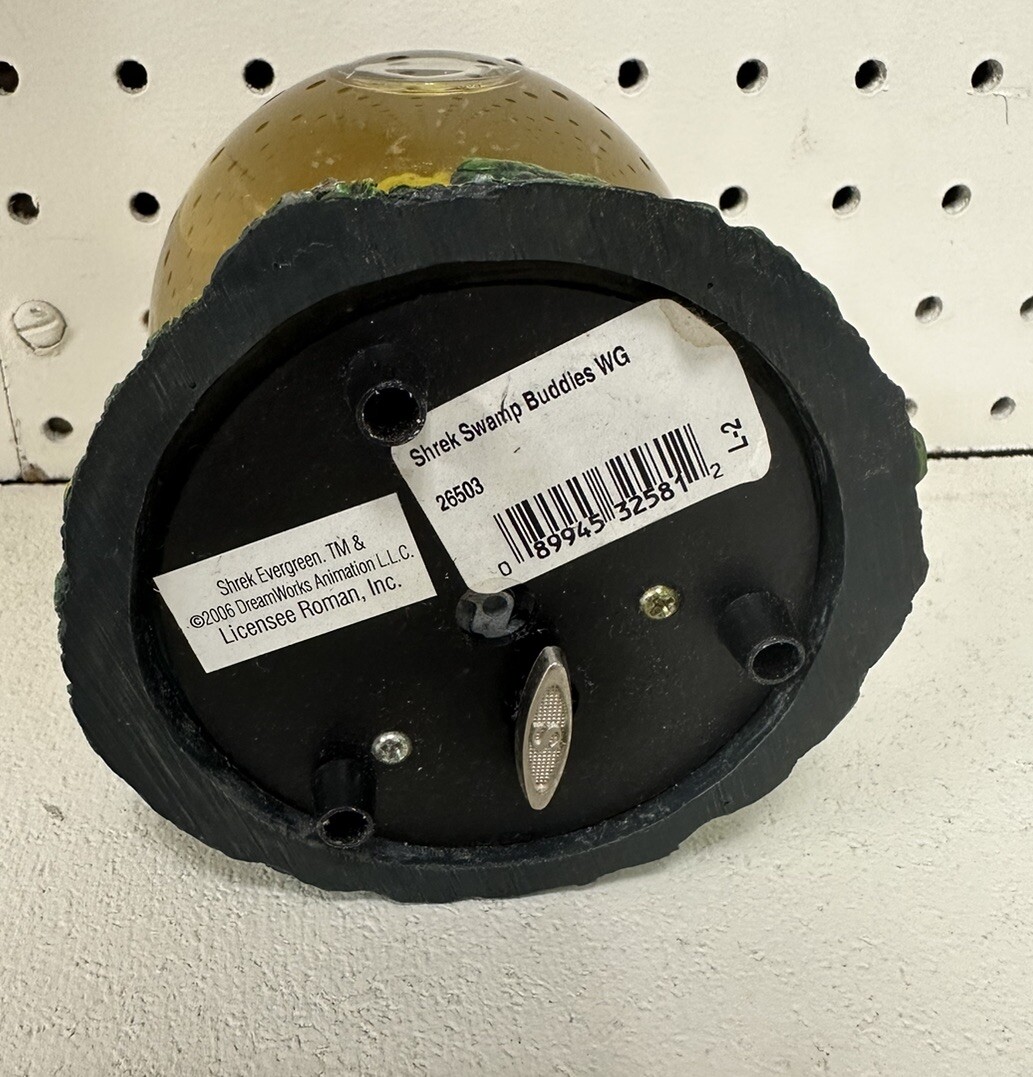 Shrek Swamp Buddies WG
26503
L-2
0 89945 32581 2
Shrek Evergreen. TM &
©2006 DreamWorks Animation L.L.C.
Licensee Roman, Inc.